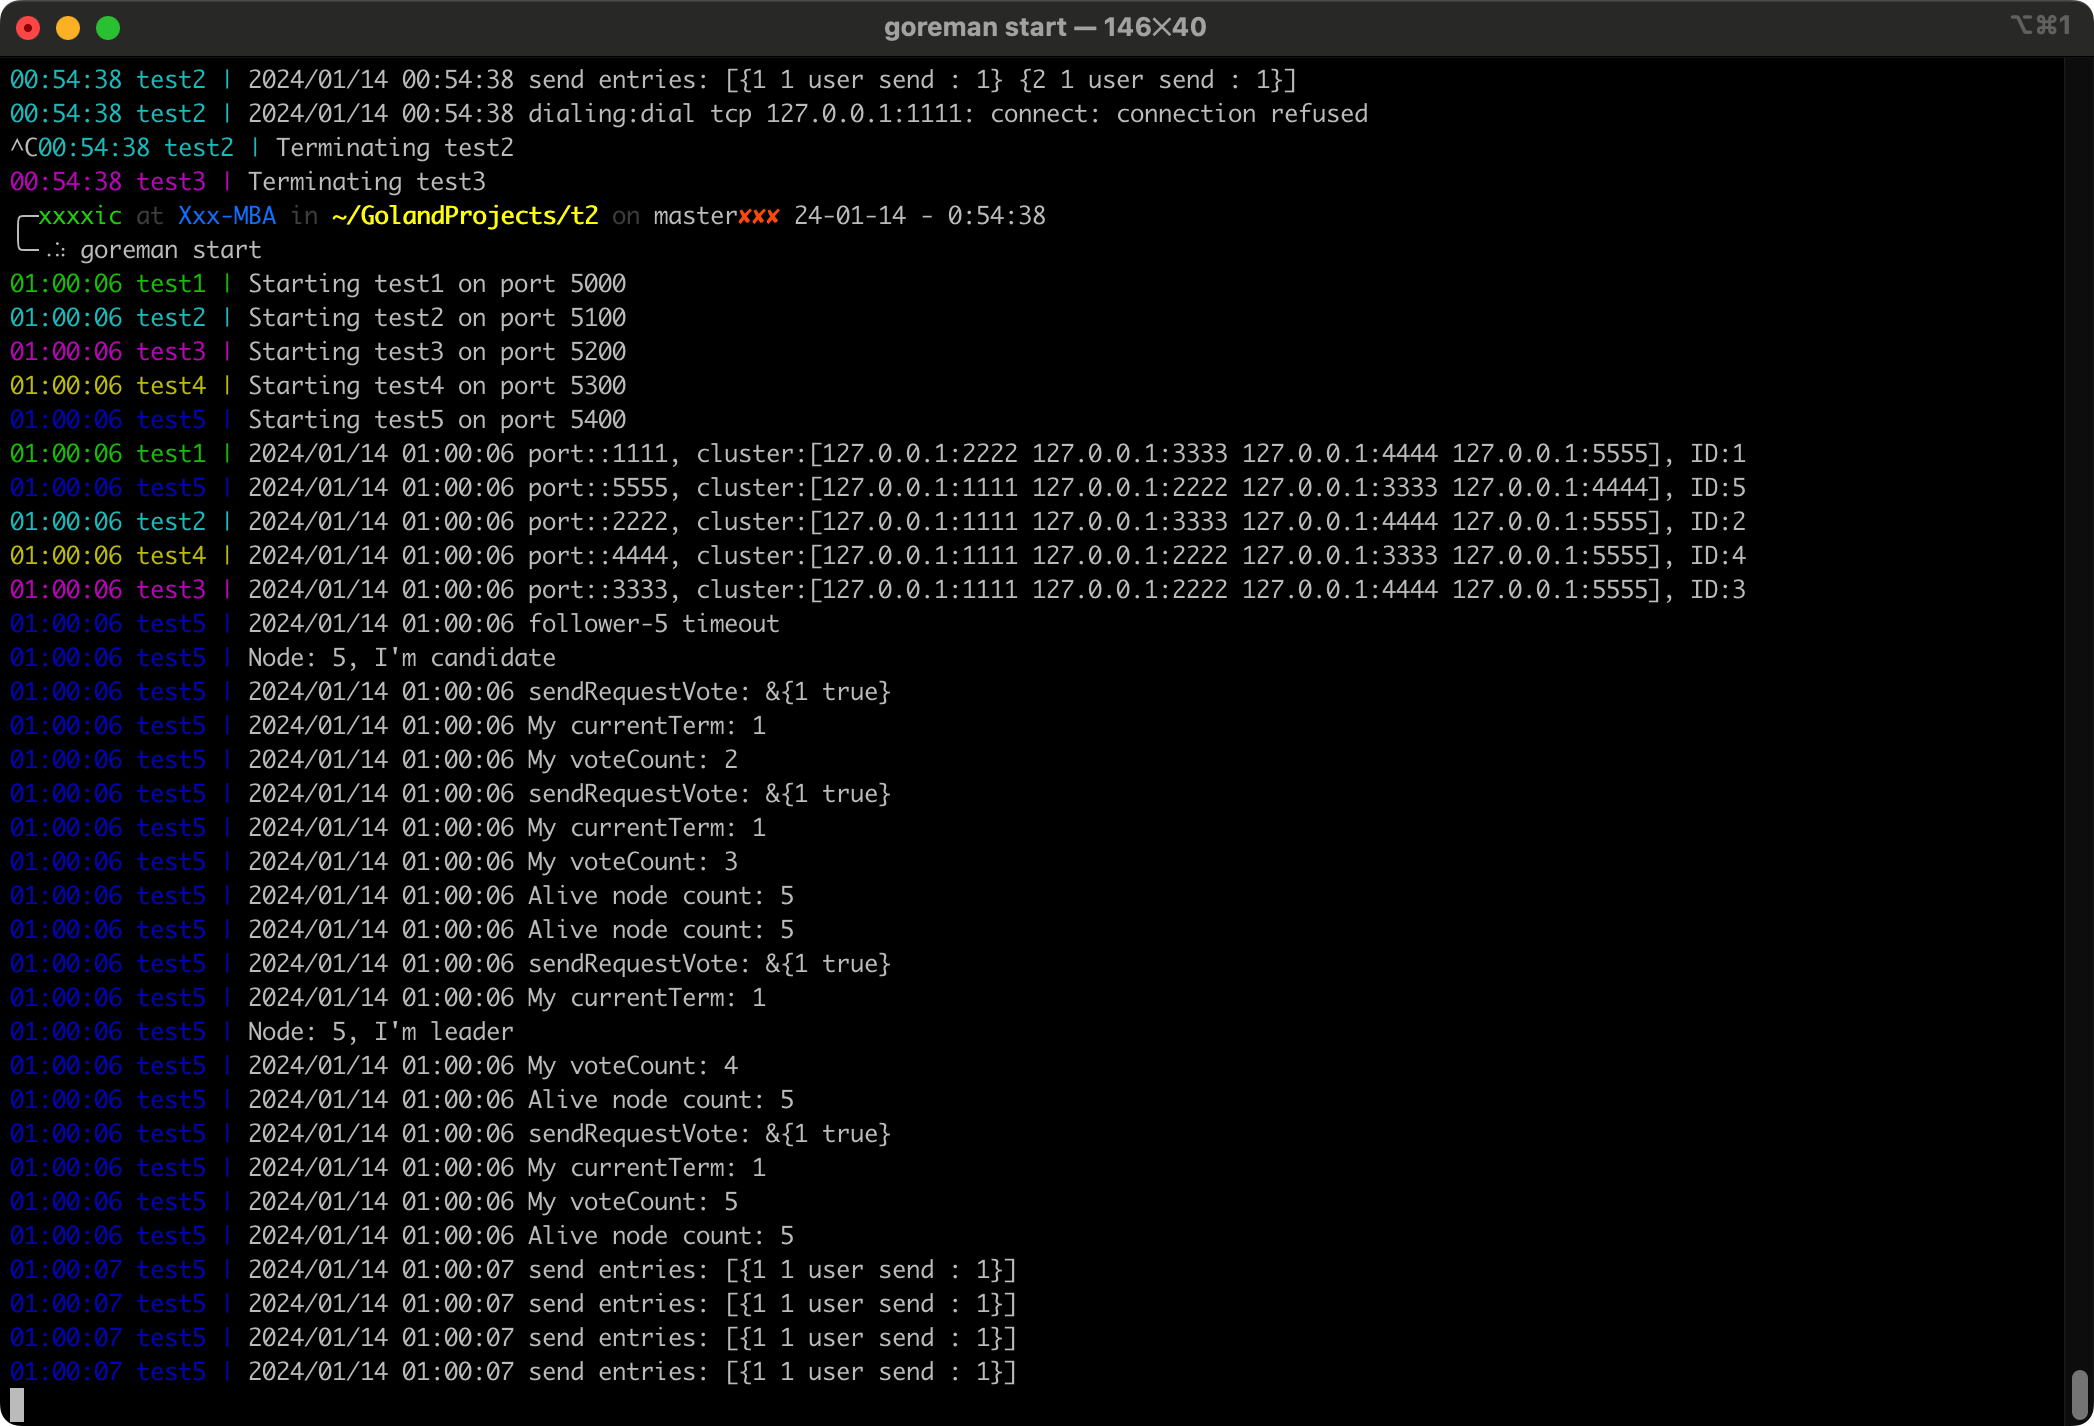 goreman start — 146×40
⌥⌘1
00:54:38 test2 | 2024/01/14 00:54:38 send entries: [{1 1 user send : 1} {2 1 user send : 1}]
00:54:38 test2 | 2024/01/14 00:54:38 dialing:dial tcp 127.0.0.1:1111: connect: connection refused
^C00:54:38 test2 | Terminating test2
00:54:38 test3 | Terminating test3
╭─xxxxic at Xxx-MBA in ~/GolandProjects/t2 on master✘✘✘ 24-01-14 - 0:54:38
╰─⠠⠵ goreman start
01:00:06 test1 | Starting test1 on port 5000
01:00:06 test2 | Starting test2 on port 5100
01:00:06 test3 | Starting test3 on port 5200
01:00:06 test4 | Starting test4 on port 5300
01:00:06 test5 | Starting test5 on port 5400
01:00:06 test1 | 2024/01/14 01:00:06 port::1111, cluster:[127.0.0.1:2222 127.0.0.1:3333 127.0.0.1:4444 127.0.0.1:5555], ID:1
01:00:06 test5 | 2024/01/14 01:00:06 port::5555, cluster:[127.0.0.1:1111 127.0.0.1:2222 127.0.0.1:3333 127.0.0.1:4444], ID:5
01:00:06 test2 | 2024/01/14 01:00:06 port::2222, cluster:[127.0.0.1:1111 127.0.0.1:3333 127.0.0.1:4444 127.0.0.1:5555], ID:2
01:00:06 test4 | 2024/01/14 01:00:06 port::4444, cluster:[127.0.0.1:1111 127.0.0.1:2222 127.0.0.1:3333 127.0.0.1:5555], ID:4
01:00:06 test3 | 2024/01/14 01:00:06 port::3333, cluster:[127.0.0.1:1111 127.0.0.1:2222 127.0.0.1:4444 127.0.0.1:5555], ID:3
01:00:06 test5 | 2024/01/14 01:00:06 follower-5 timeout
01:00:06 test5 | Node: 5, I'm candidate
01:00:06 test5 | 2024/01/14 01:00:06 sendRequestVote: &{1 true}
01:00:06 test5 | 2024/01/14 01:00:06 My currentTerm: 1
01:00:06 test5 | 2024/01/14 01:00:06 My voteCount: 2
01:00:06 test5 | 2024/01/14 01:00:06 sendRequestVote: &{1 true}
01:00:06 test5 | 2024/01/14 01:00:06 My currentTerm: 1
01:00:06 test5 | 2024/01/14 01:00:06 My voteCount: 3
01:00:06 test5 | 2024/01/14 01:00:06 Alive node count: 5
01:00:06 test5 | 2024/01/14 01:00:06 Alive node count: 5
01:00:06 test5 | 2024/01/14 01:00:06 sendRequestVote: &{1 true}
01:00:06 test5 | 2024/01/14 01:00:06 My currentTerm: 1
01:00:06 test5 | Node: 5, I'm leader
01:00:06 test5 | 2024/01/14 01:00:06 My voteCount: 4
01:00:06 test5 | 2024/01/14 01:00:06 Alive node count: 5
01:00:06 test5 | 2024/01/14 01:00:06 sendRequestVote: &{1 true}
01:00:06 test5 | 2024/01/14 01:00:06 My currentTerm: 1
01:00:06 test5 | 2024/01/14 01:00:06 My voteCount: 5
01:00:06 test5 | 2024/01/14 01:00:06 Alive node count: 5
01:00:07 test5 | 2024/01/14 01:00:07 send entries: [{1 1 user send : 1}]
01:00:07 test5 | 2024/01/14 01:00:07 send entries: [{1 1 user send : 1}]
01:00:07 test5 | 2024/01/14 01:00:07 send entries: [{1 1 user send : 1}]
01:00:07 test5 | 2024/01/14 01:00:07 send entries: [{1 1 user send : 1}]